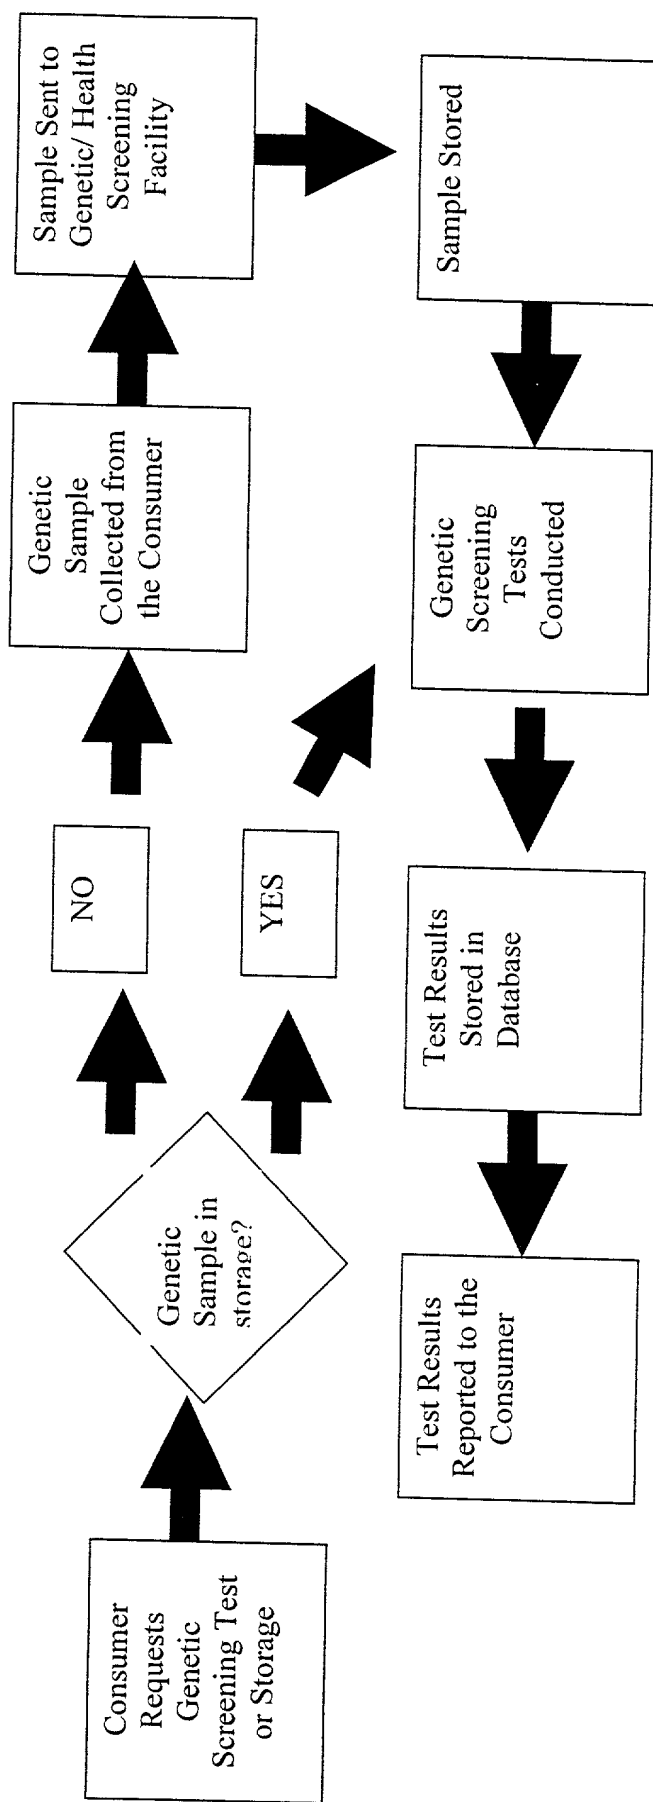 Consumer
Requests
Genetic
Screening Test
or Storage
Genetic
Sample in
storage?
NO
YES
Genetic
Sample
Collected from
the Consumer
Sample Sent to
Genetic/ Health
Screening
Facility
Sample Stored
Genetic
Screening
Tests
Conducted
Test Results
Stored in
Database
Test Results
Reported to the
Consumer